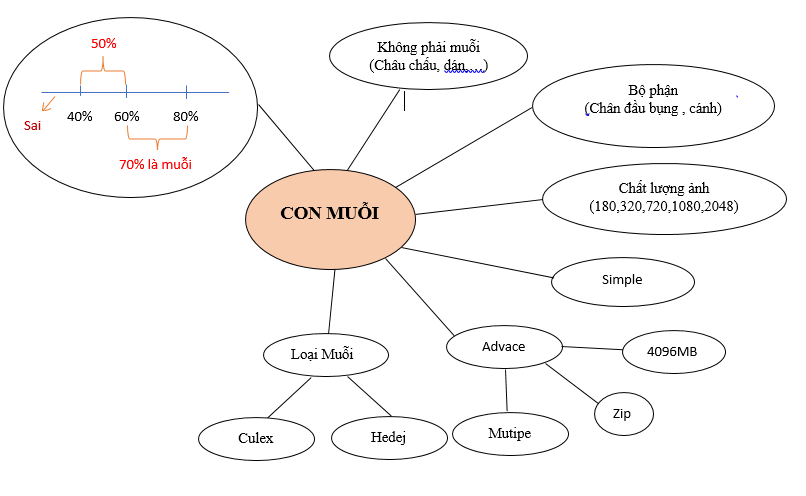 50%
40%
60%
80%
Sai
70% là muỗi
Không phải muỗi
(Châu chấu, dán,…)
Bộ phận
(Chân đầu bụng , cánh)
Chất lượng ảnh
(180,320,720,1080,2048)
CON MUỖI
Simple
Loại Muỗi
Advace
4096MB
Culex
Hedej
Mutipe
Zip